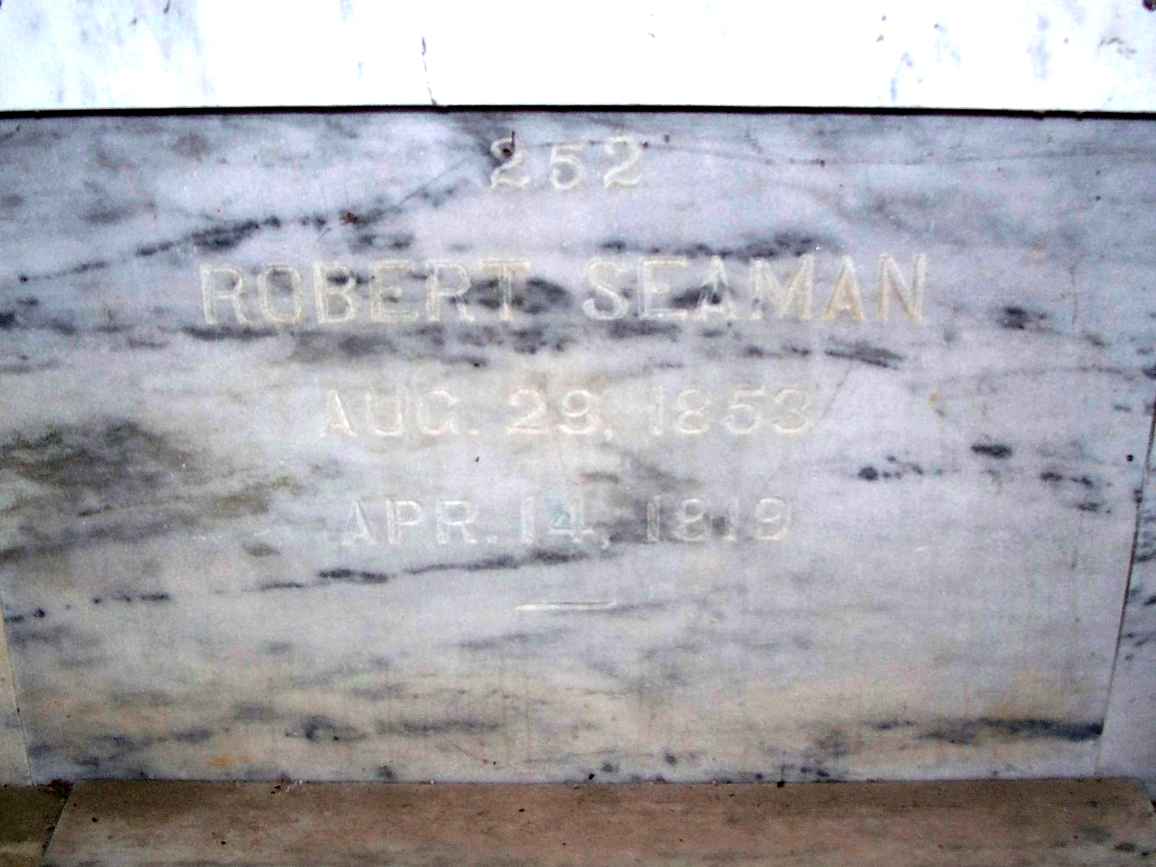 252
ROBERT SEAMAN
AUG. 29, 1853
APR. 14, 1919